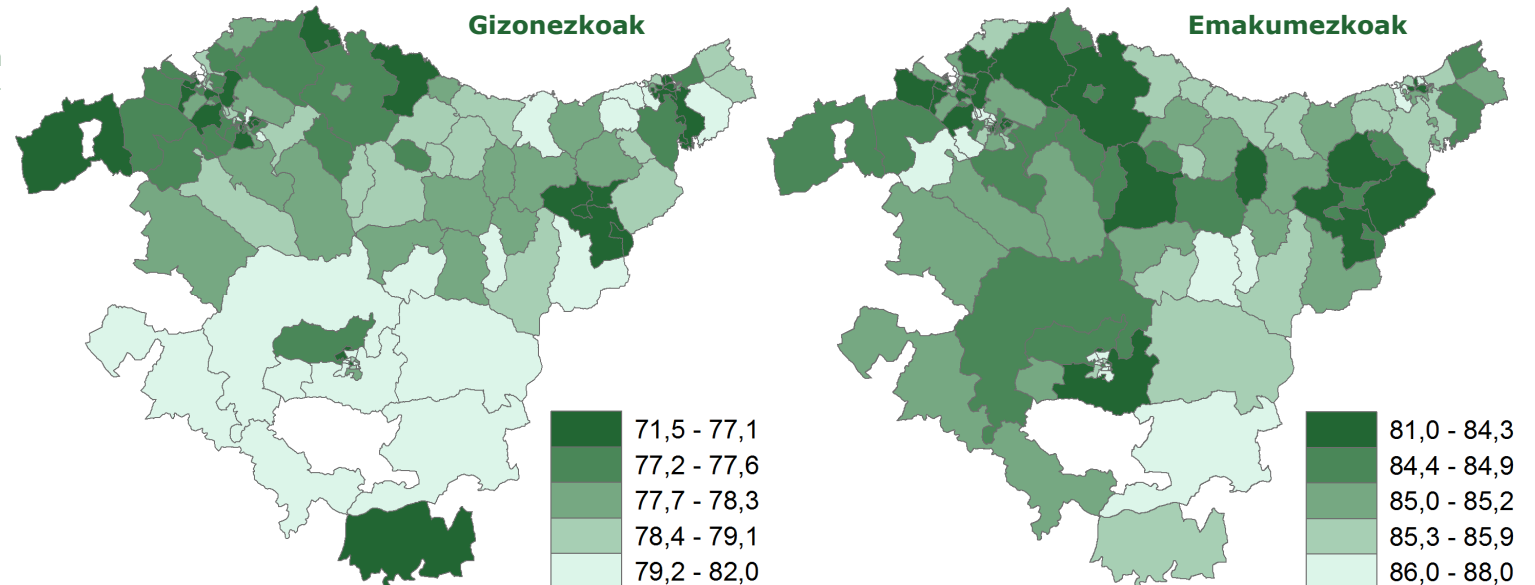 Gizonezkoak
71,5 - 77,1
77,2 - 77,6
77,7 - 78,3
78,4 - 79,1
79,2 - 82,0
Emakumezkoak
81,0 - 84,3
84,4 - 84,9
85,0 - 85,2
85,3 - 85,9
86,0 - 88,0